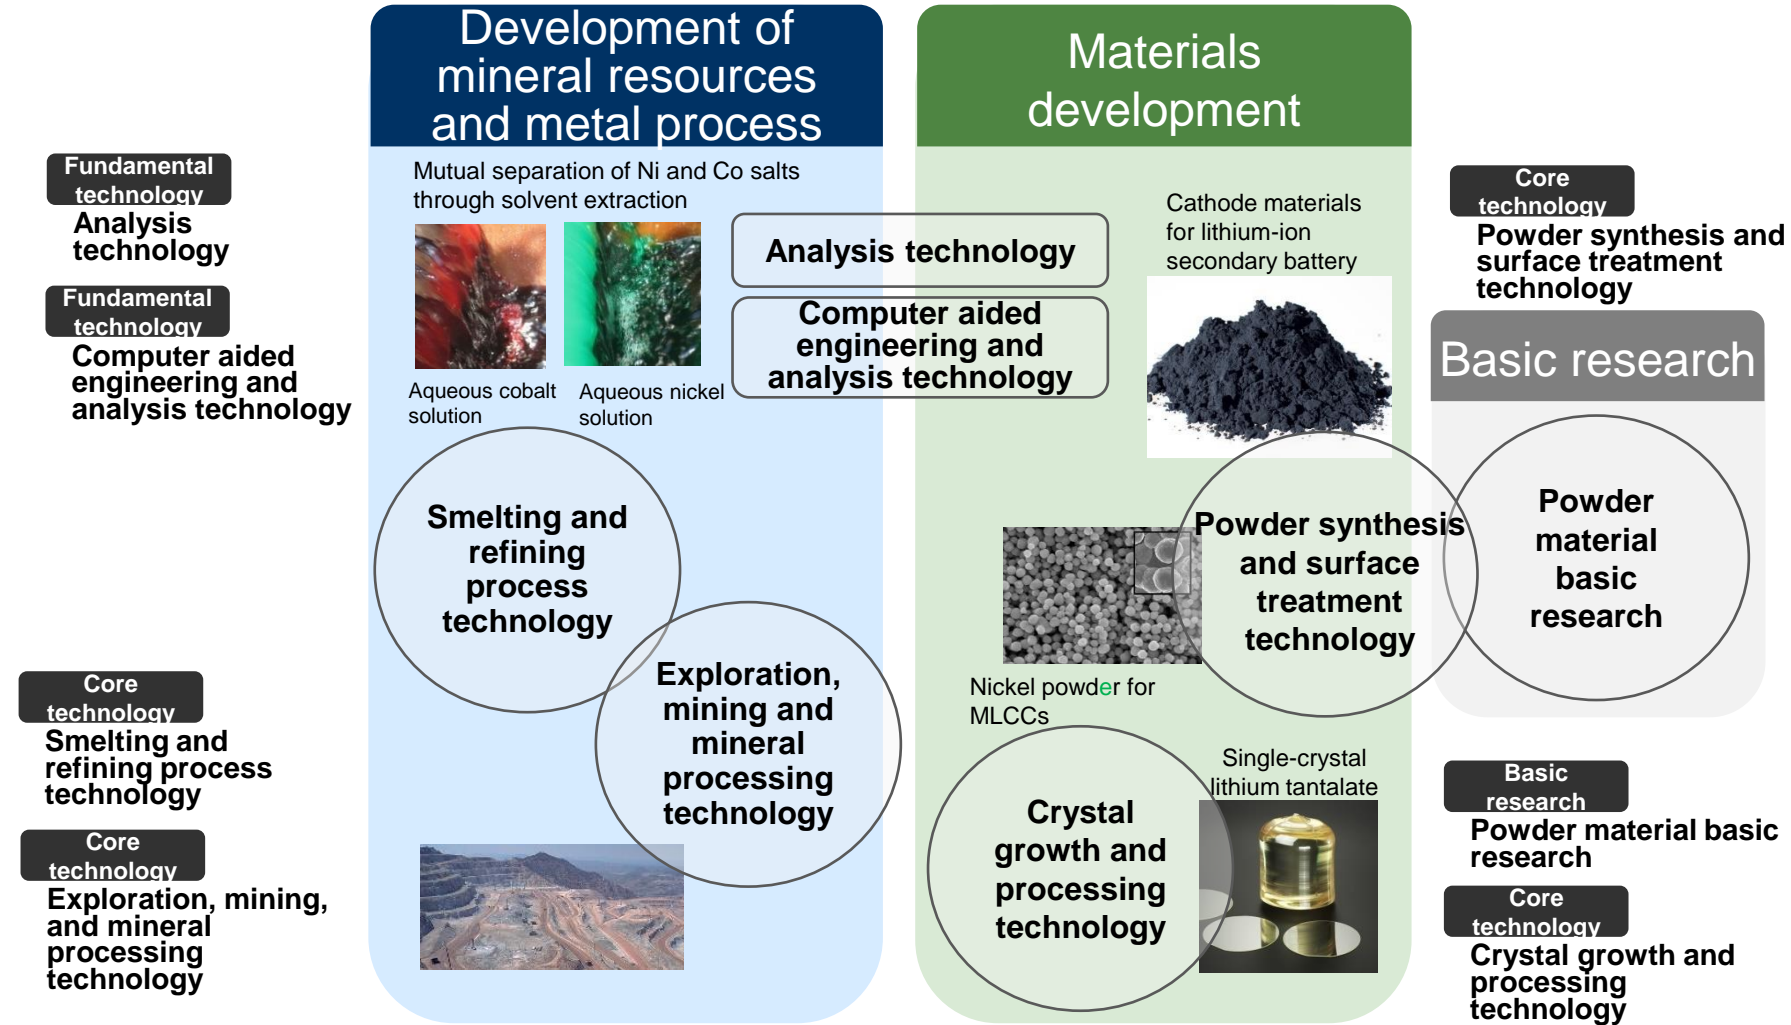 Development of
mineral resources
and metal process
Materials
development
Fundamental
technology
Analysis
technology
Fundamental
technology
Computer aided
engineering and
analysis technology
Core
technology
Smelting and
refining process
technology
Core
technology
Exploration, mining,
and mineral
processing
technology
Mutual separation of Ni and Co salts
through solvent extraction
Aqueous cobalt
solution
Aqueous nickel
solution
Analysis technology
Computer aided
engineering and
analysis technology
Smelting and
refining
process
technology
Exploration,
mining and
mineral
processing
technology
Cathode materials
for lithium-ion
secondary battery
Powder synthesis
and surface
treatment
technology
Nickel powder for
MLCCs
Crystal
growth and
processing
technology
Single-crystal
lithium tantalate
Core
technology
Powder synthesis and
surface treatment
technology
Basic research
Powder
material
basic
research
Basic
research
Powder material basic
research
Core
technology
Crystal growth and
processing
technology